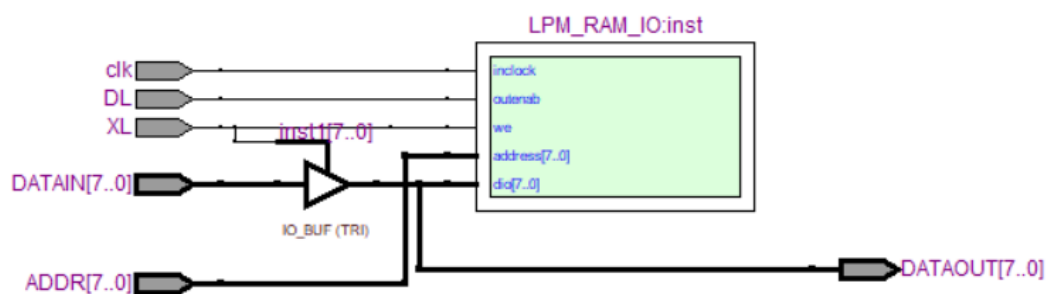 LPM_RAM_IO:inst
clk
inclock
DL
outenab
XL
inst1[7..0]
we
address[7..0]
DATAIN[7..0]
dio[7..0]
IO_BUF (TRI)
ADDR[7..0]
DATAOUT[7..0]